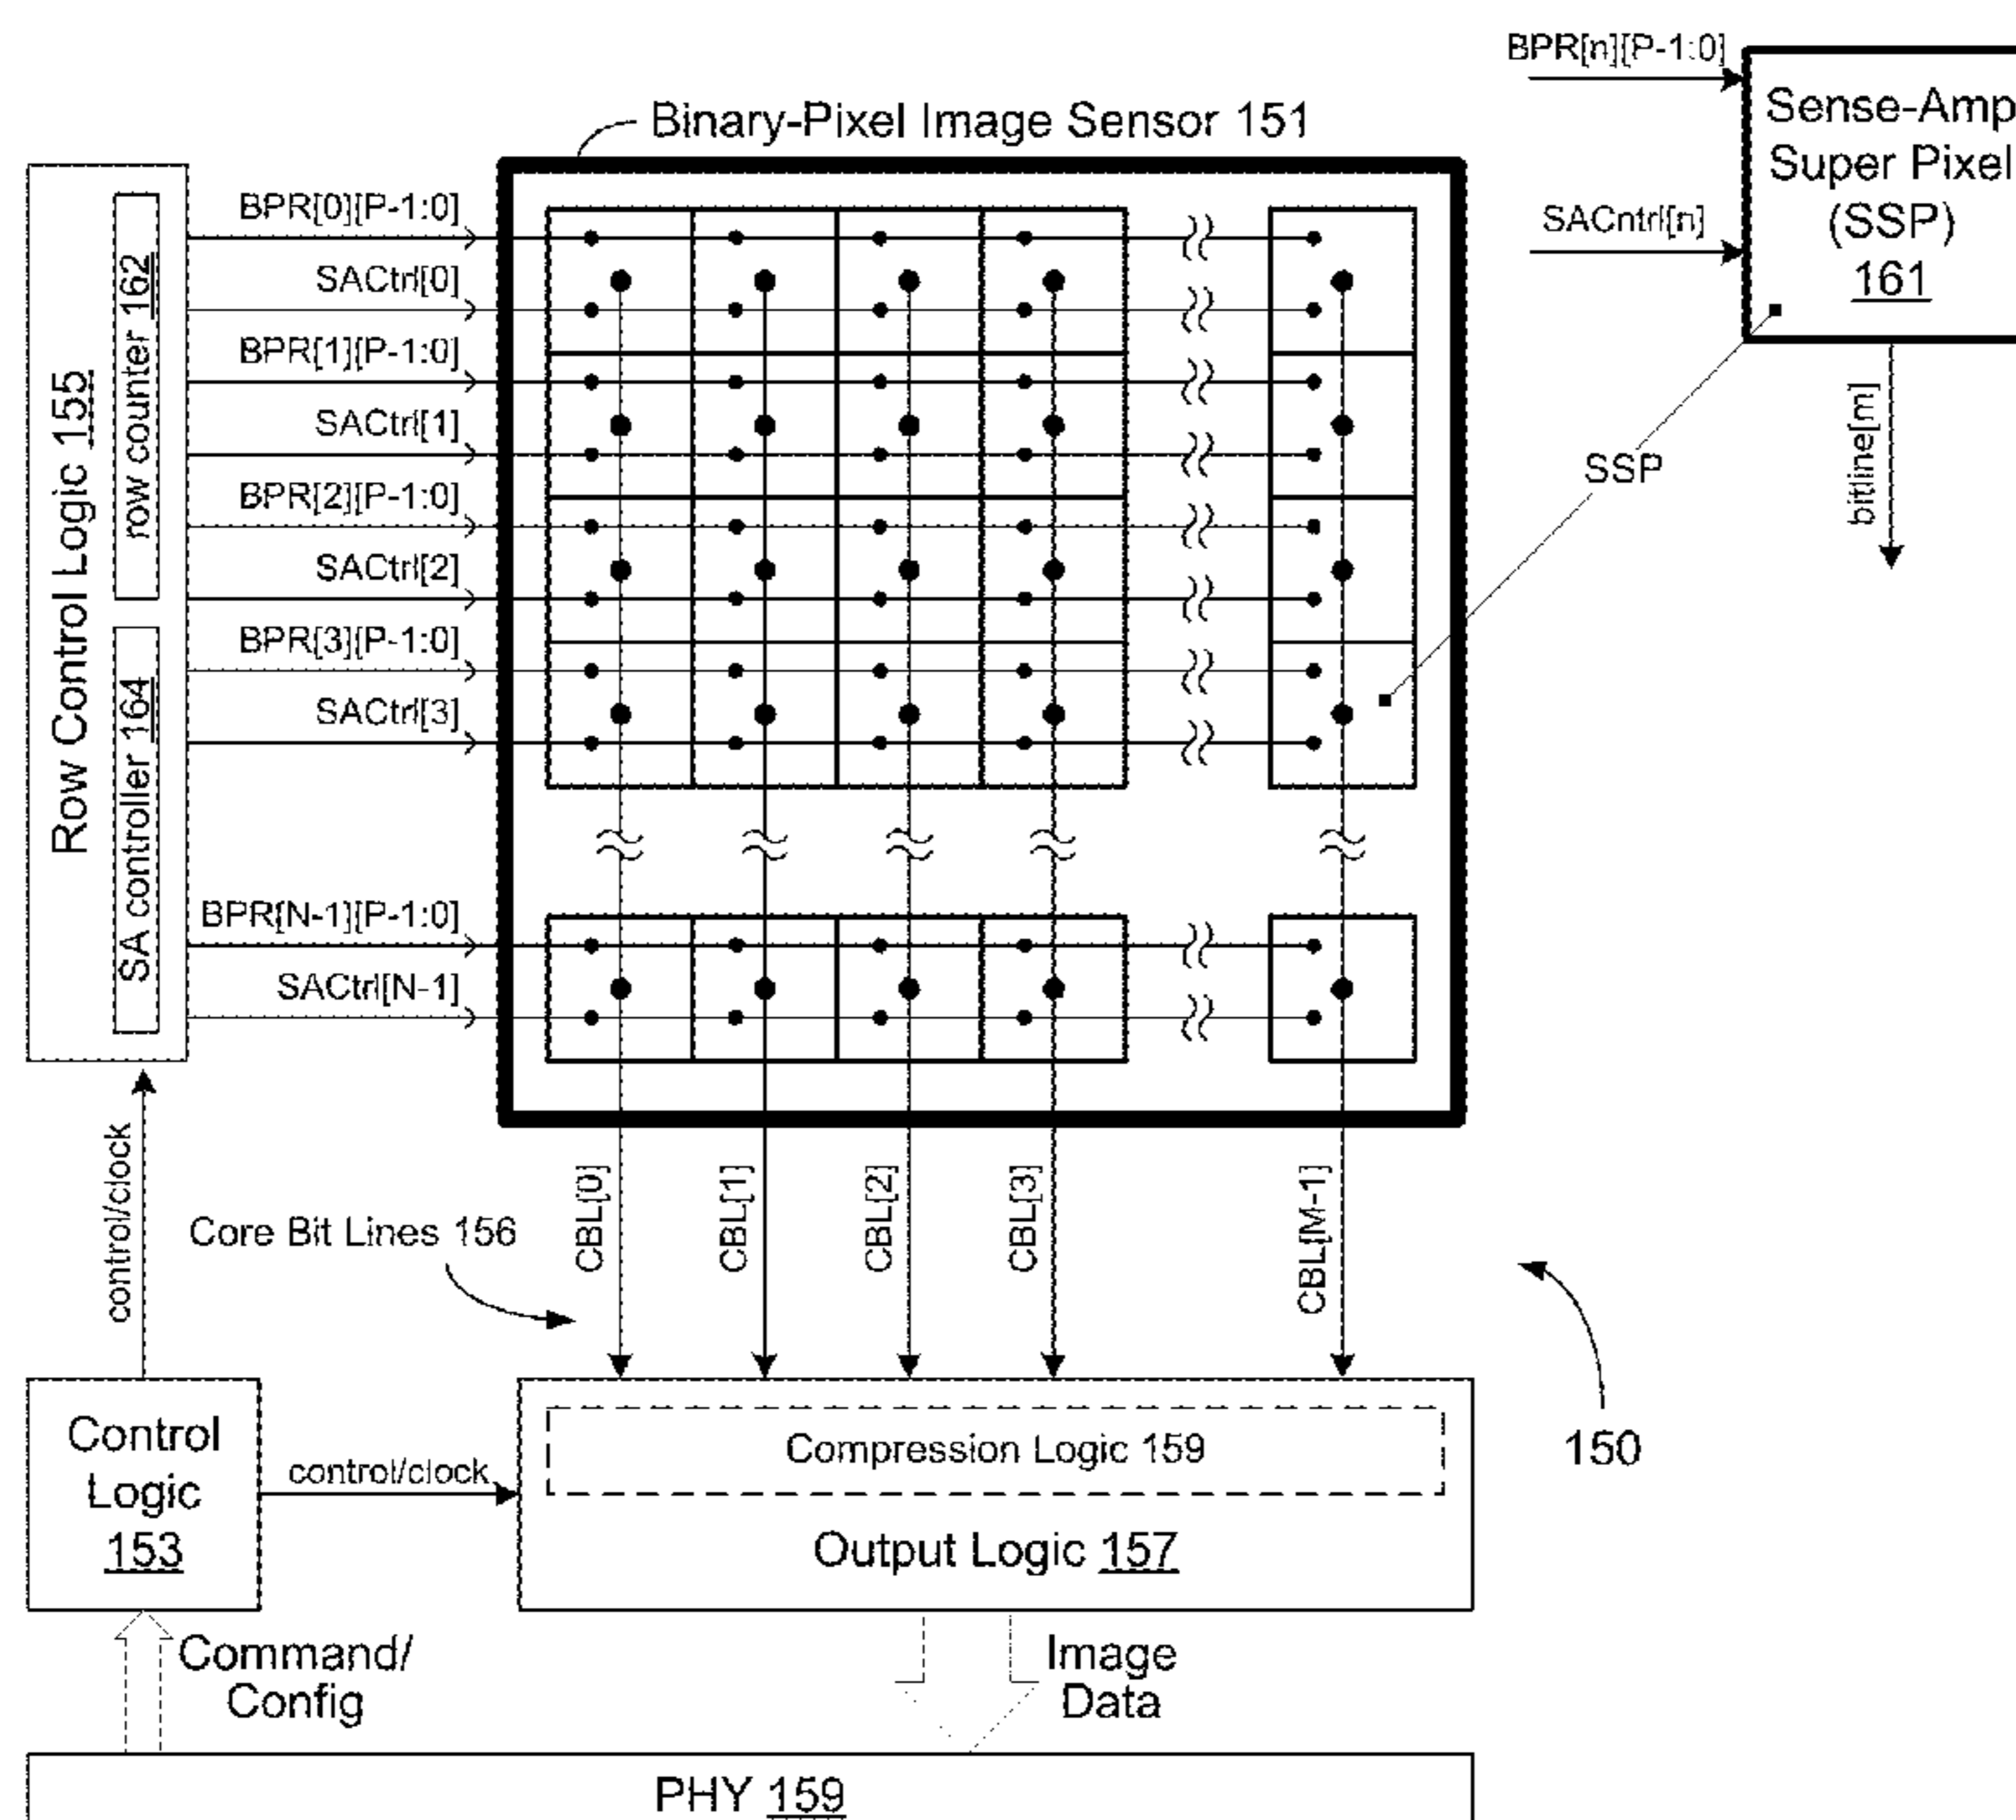 BPR[n][P-1:0]
Sense-Amp
Super Pixel
(SSP)
161
SACntrl[n]
bitline[m]
SSP
Binary-Pixel Image Sensor 151
Row Control Logic 155
row counter 162
SA controller 164
BPR[0][P-1:0]
SACtrl[0]
BPR[1][P-1:0]
SACtrl[1]
BPR[2][P-1:0]
SACtrl[2]
BPR[3][P-1:0]
SACtrl[3]
BPR[N-1][P-1:0]
SACtrl[N-1]
control/clock
Core Bit Lines 156
CBL[0]
CBL[1]
CBL[2]
CBL[3]
CBL[M-1]
150
Control
Logic
153
control/clock
Compression Logic 159
Output Logic 157
Command/
Config
Image
Data
PHY 159